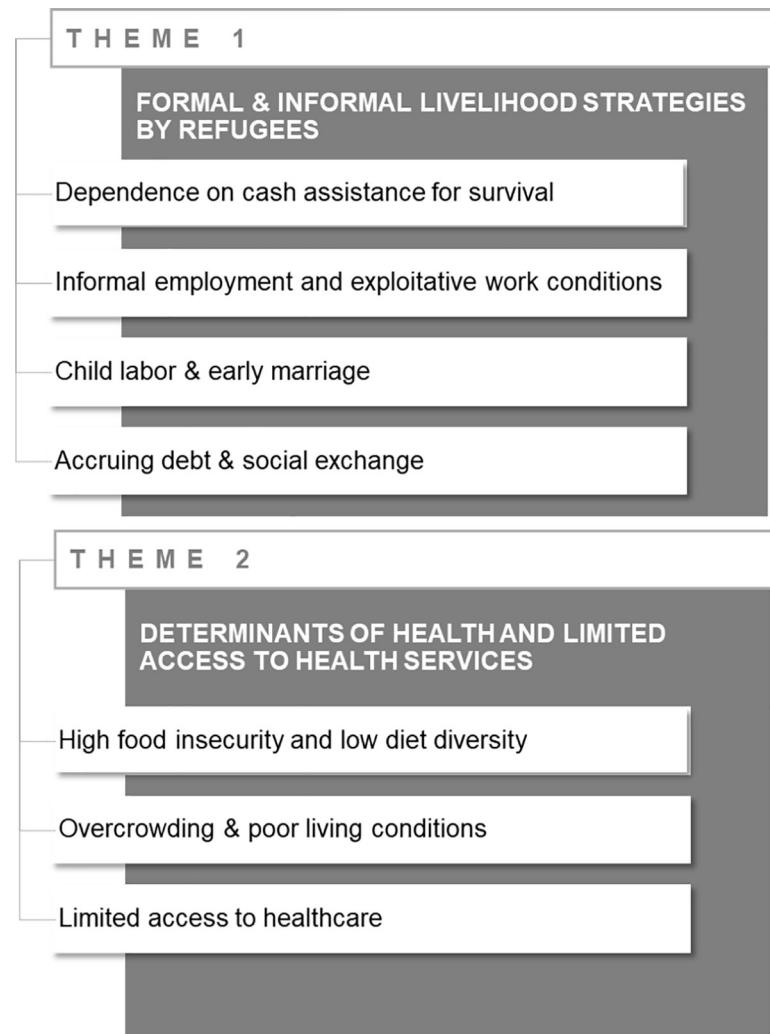 THEME 1
FORMAL & INFORMAL LIVELIHOOD STRATEGIES
BY REFUGEES
Dependence on cash assistance for survival
Informal employment and exploitative work conditions
Child labor & early marriage
Accruing debt & social exchange
THEME 2
DETERMINANTS OF HEALTH AND LIMITED
ACCESS TO HEALTH SERVICES
High food insecurity and low diet diversity
Overcrowding & poor living conditions
Limited access to healthcare